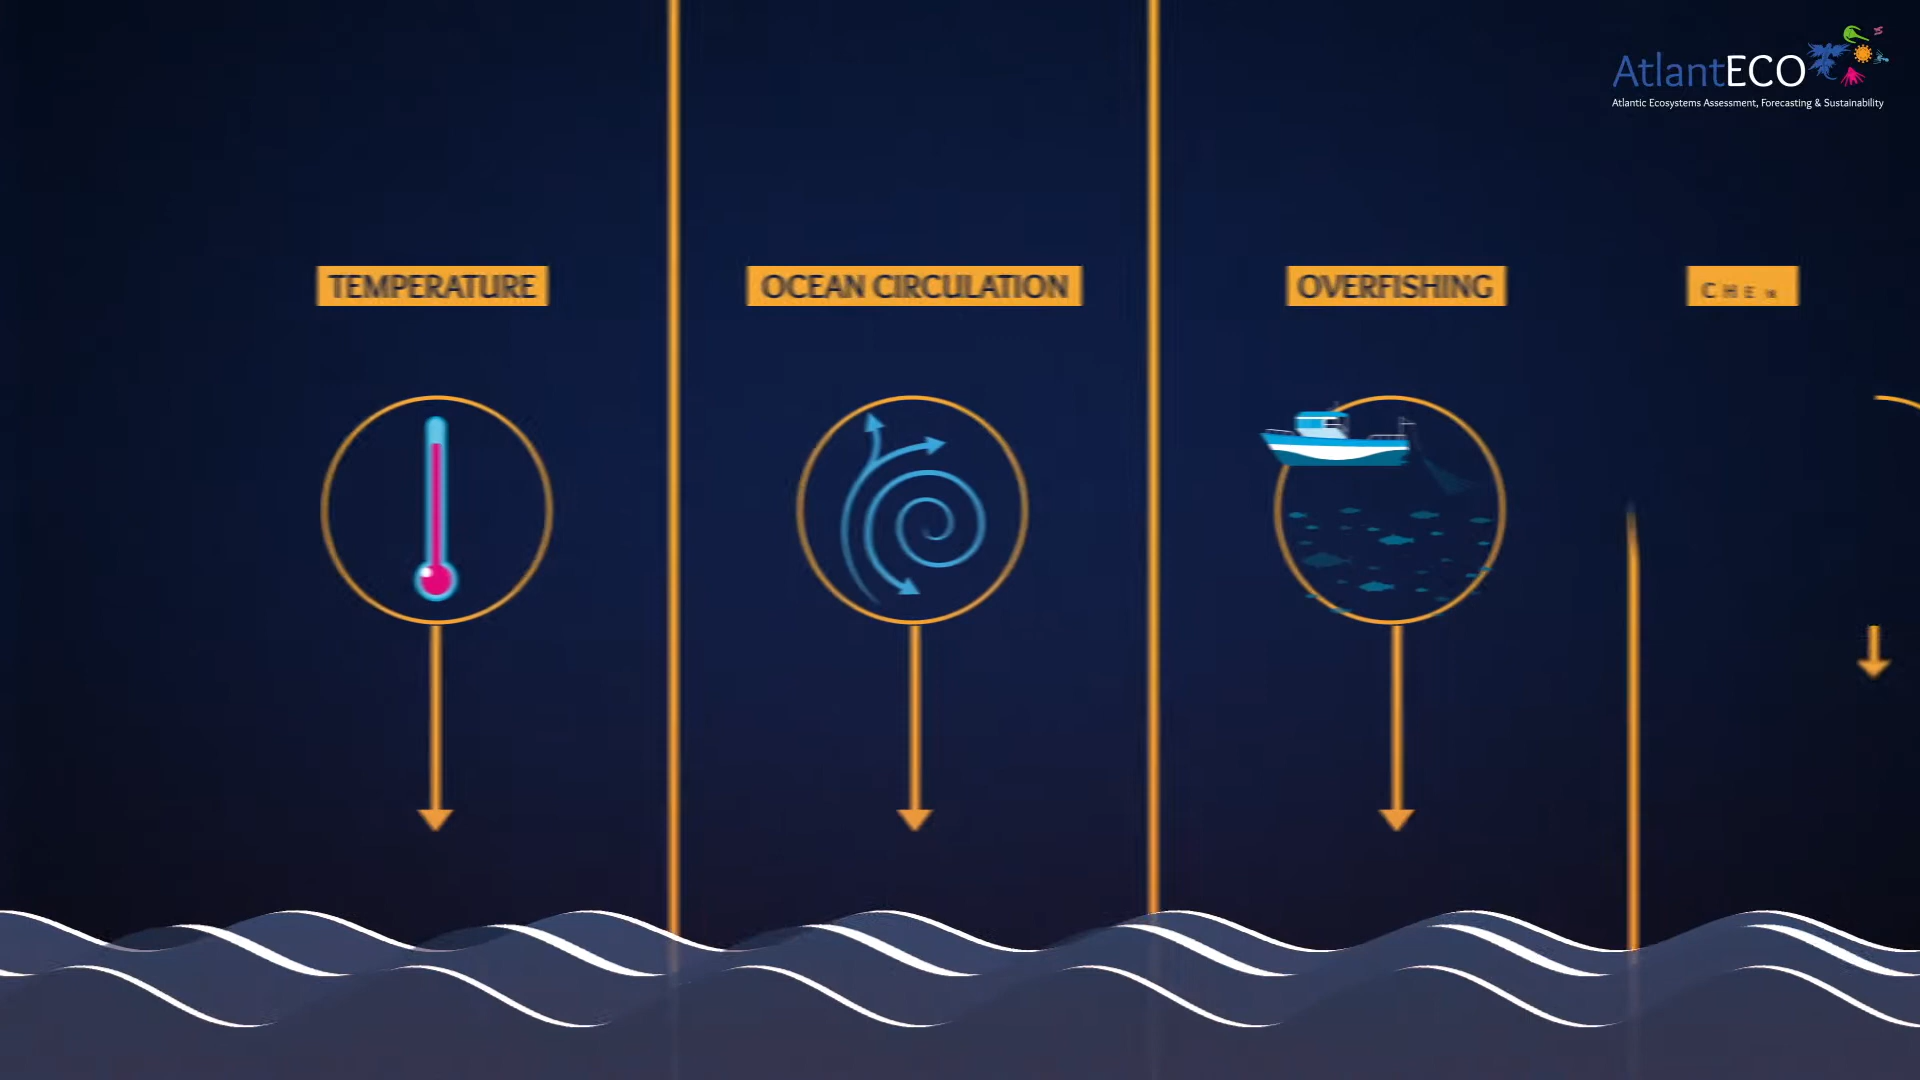 AtlantECO
Atlantic Ecosystems Assessment, Forecasting & Sustainability
TEMPERATURE
OCEAN CIRCULATION
OVERFISHING